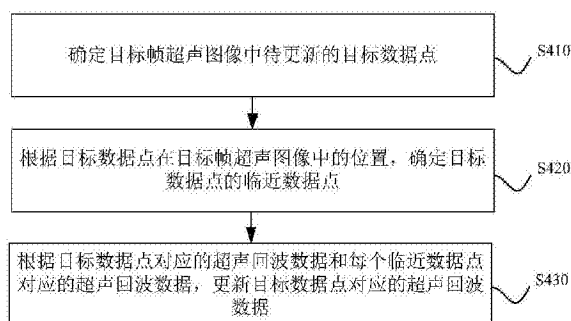 确定目标帧超声图像中待更新的目标数据点
S410
根据目标数据点在目标帧超声图像中的位置，确定目标
数据点的临近数据点
S420
根据目标数据点对应的超声回波数据和每个临近数据点
对应的超声回波数据，更新目标数据点对应的超声回波
数据
S430